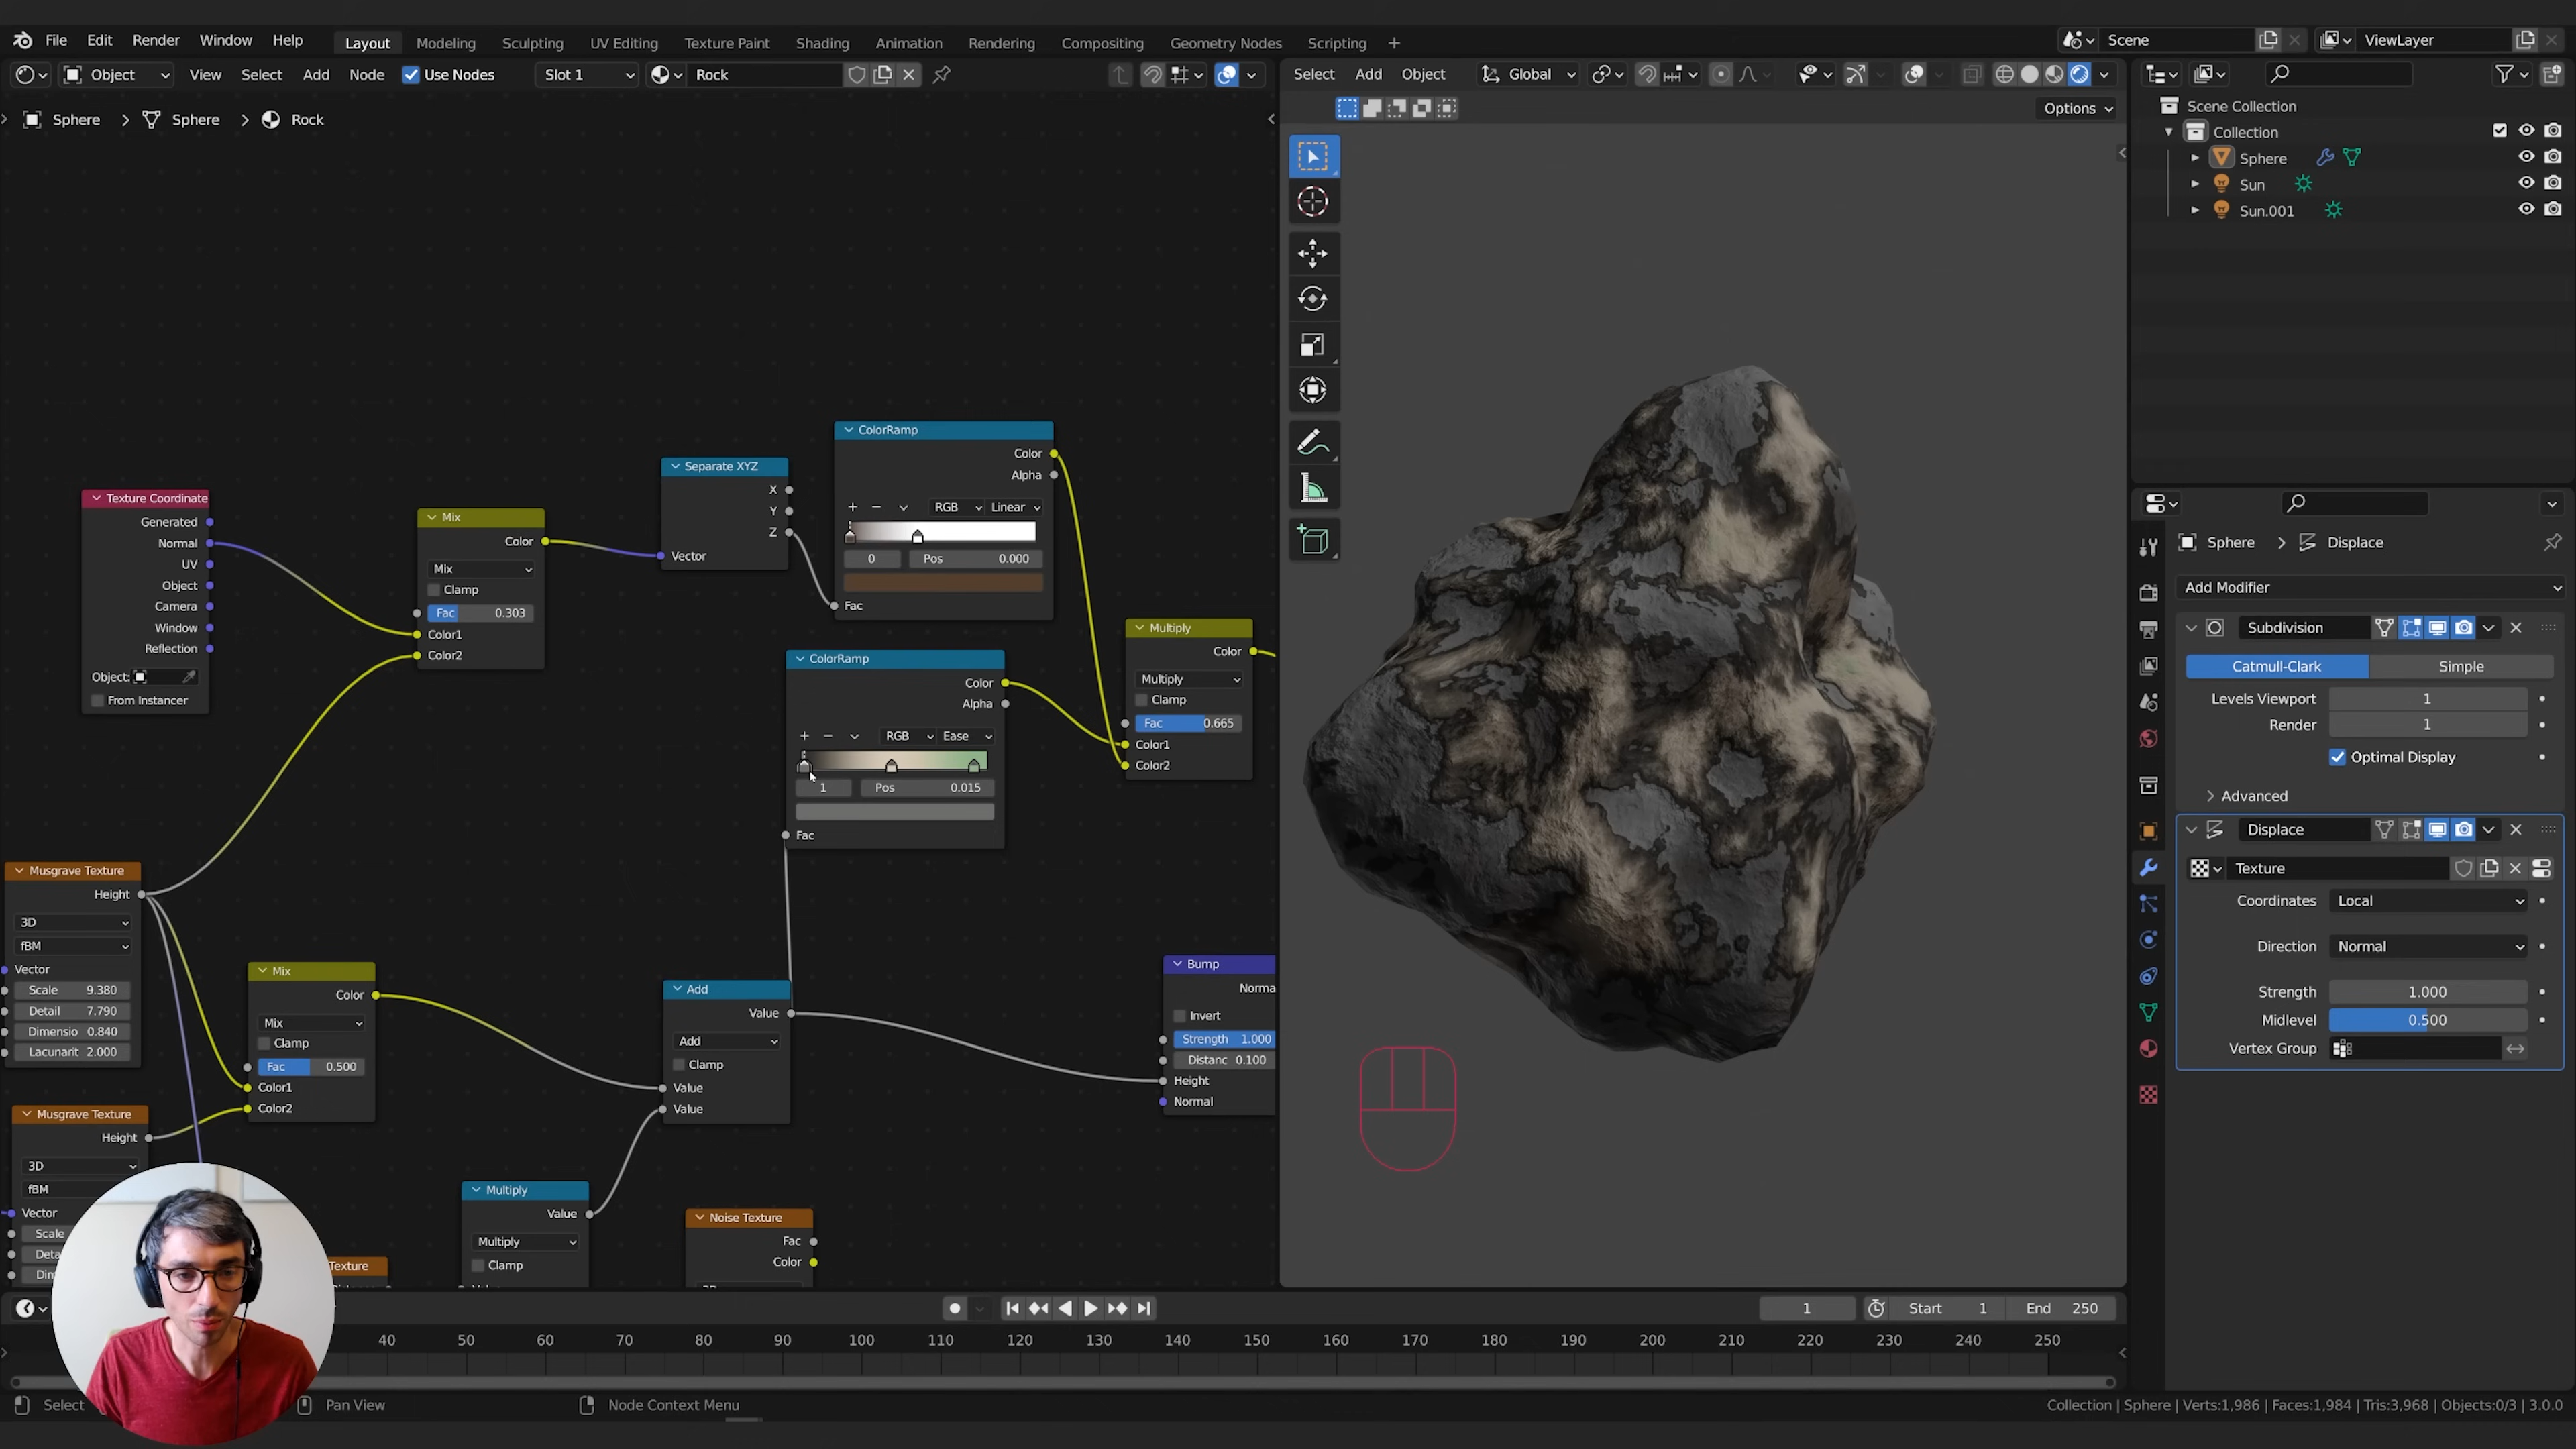 File Edit Render Window Help Layout Modeling Sculpting UV Editing Texture Paint Shading Animation Rendering Compositing Geometry Nodes Scripting + Scene ViewLayer
Object View Select Add Node Use Nodes Slot 1 Rock Select Add Object Global
Options
Sphere > Sphere > Rock
Texture Coordinate
Generated
Normal
UV
Object
Camera
Window
Reflection
Object:
From Instancer
Mix
Color
Mix
Clamp
Fac 0.303
Color1
Color2
Separate XYZ
X
Y
Z
Vector
ColorRamp
Color
Alpha
RGB Linear
0 Pos 0.000
Fac
ColorRamp
Color
Alpha
RGB Ease
1 Pos 0.015
Fac
Multiply
Color
Multiply
Clamp
Fac 0.665
Color1
Color2
Musgrave Texture
Height
3D
fBM
Vector
Scale 9.380
Detail 7.790
Dimensio 0.840
Lacunarit 2.000
Mix
Color
Mix
Clamp
Fac 0.500
Color1
Color2
Add
Value
Add
Clamp
Value
Value
Bump
Norma
Invert
Strength 1.000
Distanc 0.100
Height
Normal
Musgrave Texture
Height
3D
fBM
Vector
Scale
Deta
Dim
Texture
Multiply
Value
Multiply
Clamp
Noise Texture
Fac
Color
Scene Collection
Collection
Sphere
Sun
Sun.001
Sphere > Displace
Add Modifier
Subdivision
Catmull-Clark Simple
Levels Viewport 1
Render 1
Optimal Display
Advanced
Displace
Texture
Coordinates Local
Direction Normal
Strength 1.000
Midlevel 0.500
Vertex Group
1 Start 1 End 250
40 50 60 70 80 90 100 110 120 130 140 150 160 170 180 190 200 210 220 230 240 250
Select Pan View Node Context Menu Collection | Sphere | Verts:1,986 | Faces:1,984 | Tris:3,968 | Objects:0/3 | 3.0.0